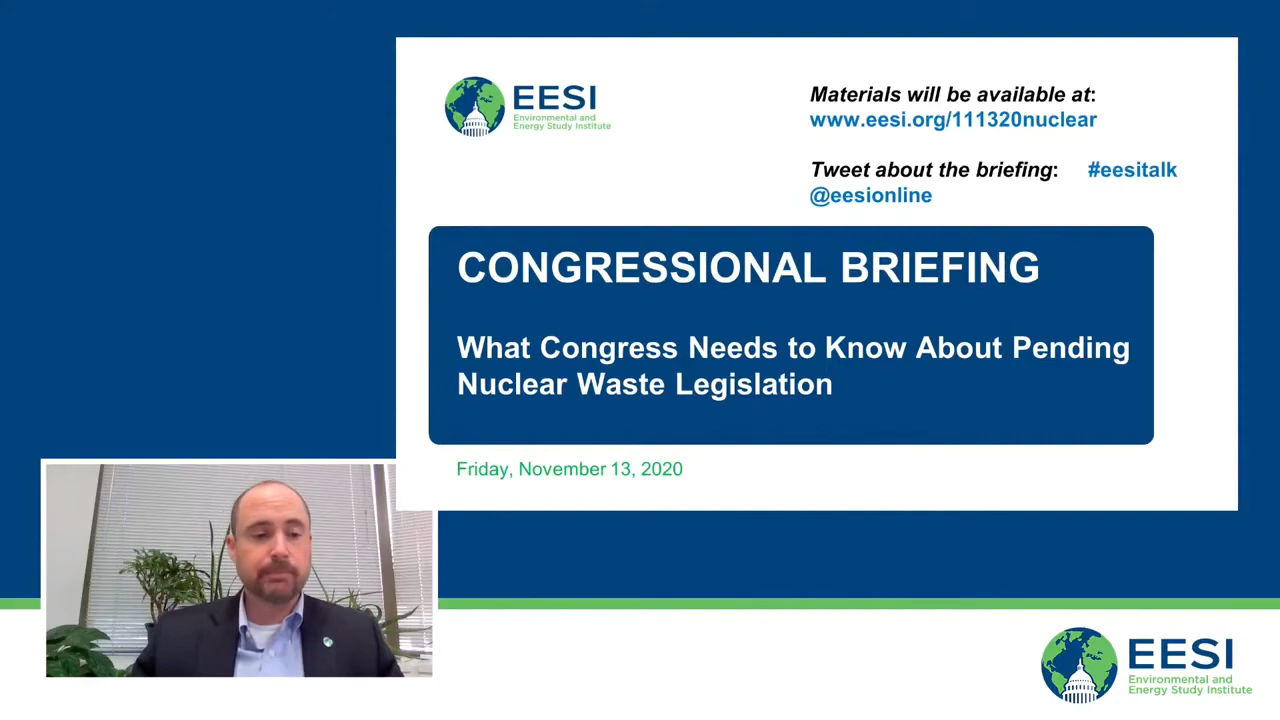 EESI
Environmental and
Energy Study Institute
Materials will be available at:
www.eesi.org/111320nuclear
Tweet about the briefing: #eesitalk
@eesionline
CONGRESSIONAL BRIEFING
What Congress Needs to Know About Pending
Nuclear Waste Legislation
Friday, November 13, 2020
EESI
Environmental and
Energy Study Institute